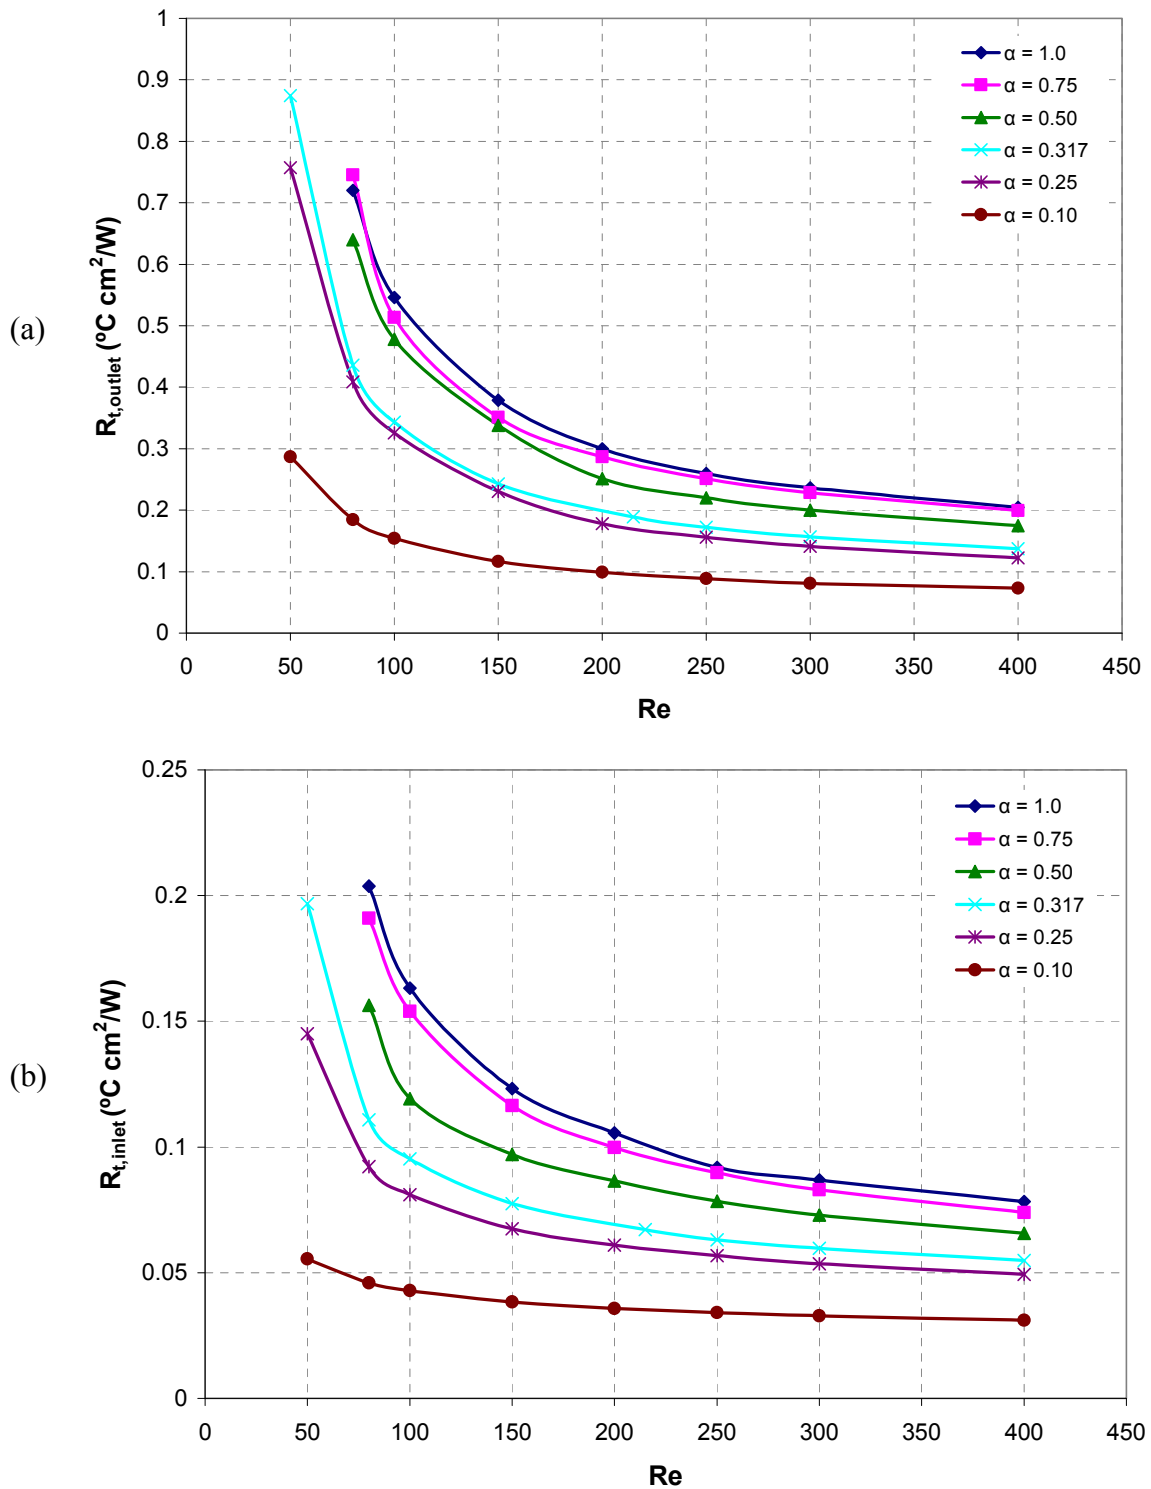 (a)
R_t,outlet (ºC cm²/W)
1
0.9
0.8
0.7
0.6
0.5
0.4
0.3
0.2
0.1
0
0 50 100 150 200 250 300 350 400 450
Re
α = 1.0
α = 0.75
α = 0.50
α = 0.317
α = 0.25
α = 0.10
(b)
R_t,inlet (ºC cm²/W)
0.25
0.2
0.15
0.1
0.05
0
0 50 100 150 200 250 300 350 400 450
Re
α = 1.0
α = 0.75
α = 0.50
α = 0.317
α = 0.25
α = 0.10